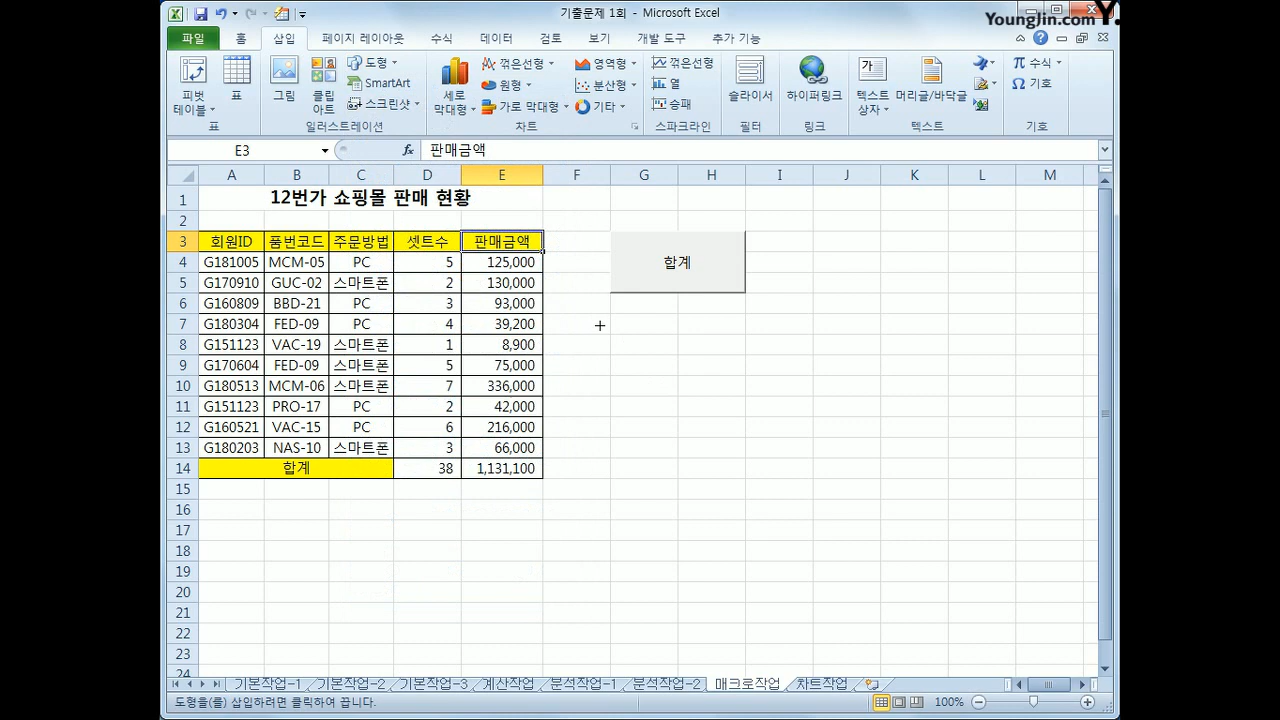 기출문제 1회 - Microsoft Excel
YoungJin.com Y.
파일 홈 삽입 페이지 레이아웃 수식 데이터 검토 보기 개발 도구 추가 기능
피벗 테이블
표
표
그림
클립 아트
도형
SmartArt
스크린샷
일러스트레이션
세로 막대형
꺾은선형
원형
가로 막대형
영역형
분산형
기타
차트
꺾은선형
열
승패
스파크라인
슬라이서
필터
하이퍼링크
링크
텍스트 상자
머리글/바닥글
텍스트
π 수식
Ω 기호
기호
E3 fx 판매금액
A B C D E F G H I J K L M
1 12번가 쇼핑몰 판매 현황
2
3 회원ID 품번코드 주문방법 셋트수 판매금액
4 G181005 MCM-05 PC 5 125,000
합계
5 G170910 GUC-02 스마트폰 2 130,000
6 G160809 BBD-21 PC 3 93,000
7 G180304 FED-09 PC 4 39,200
8 G151123 VAC-19 스마트폰 1 8,900
9 G170604 FED-09 스마트폰 5 75,000
10 G180513 MCM-06 스마트폰 7 336,000
11 G151123 PRO-17 PC 2 42,000
12 G160521 VAC-15 PC 6 216,000
13 G180203 NAS-10 스마트폰 3 66,000
14 합계 38 1,131,100
15
16
17
18
19
20
21
22
23
24
기본작업-1 기본작업-2 기본작업-3 계산작업 분석작업-1 분석작업-2 매크로작업 차트작업
도형을(를) 삽입하려면 클릭하여 끕니다.
100%